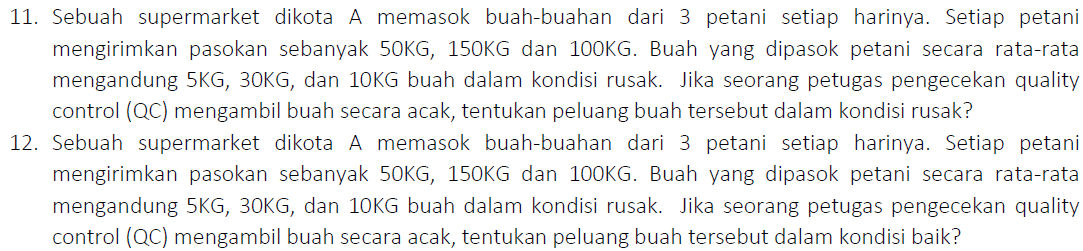 11. Sebuah supermarket dikota A memasok buah-buahan dari 3 petani setiap harinya. Setiap petani
mengirimkan pasokan sebanyak 50KG, 150KG dan 100KG. Buah yang dipasok petani secara rata-rata
mengandung 5KG, 30KG, dan 10KG buah dalam kondisi rusak. Jika seorang petugas pengecekan quality
control (QC) mengambil buah secara acak, tentukan peluang buah tersebut dalam kondisi rusak?
12. Sebuah supermarket dikota A memasok buah-buahan dari 3 petani setiap harinya. Setiap petani
mengirimkan pasokan sebanyak 50KG, 150KG dan 100KG. Buah yang dipasok petani secara rata-rata
mengandung 5KG, 30KG, dan 10KG buah dalam kondisi rusak. Jika seorang petugas pengecekan quality
control (QC) mengambil buah secara acak, tentukan peluang buah tersebut dalam kondisi baik?